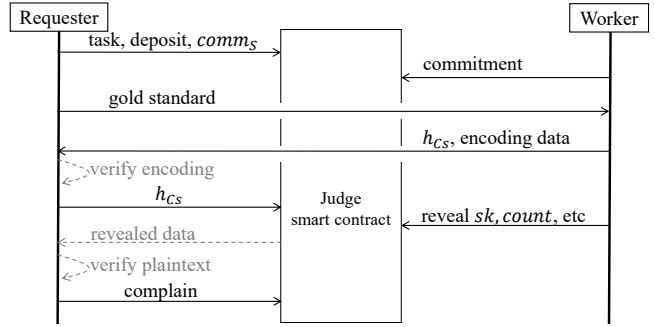 Requester
Worker
task, deposit, comm_S
commitment
gold standard
h_Cs, encoding data
verify encoding
h_Cs
Judge
smart contract
reveal sk, count, etc
revealed data
verify plaintext
complain